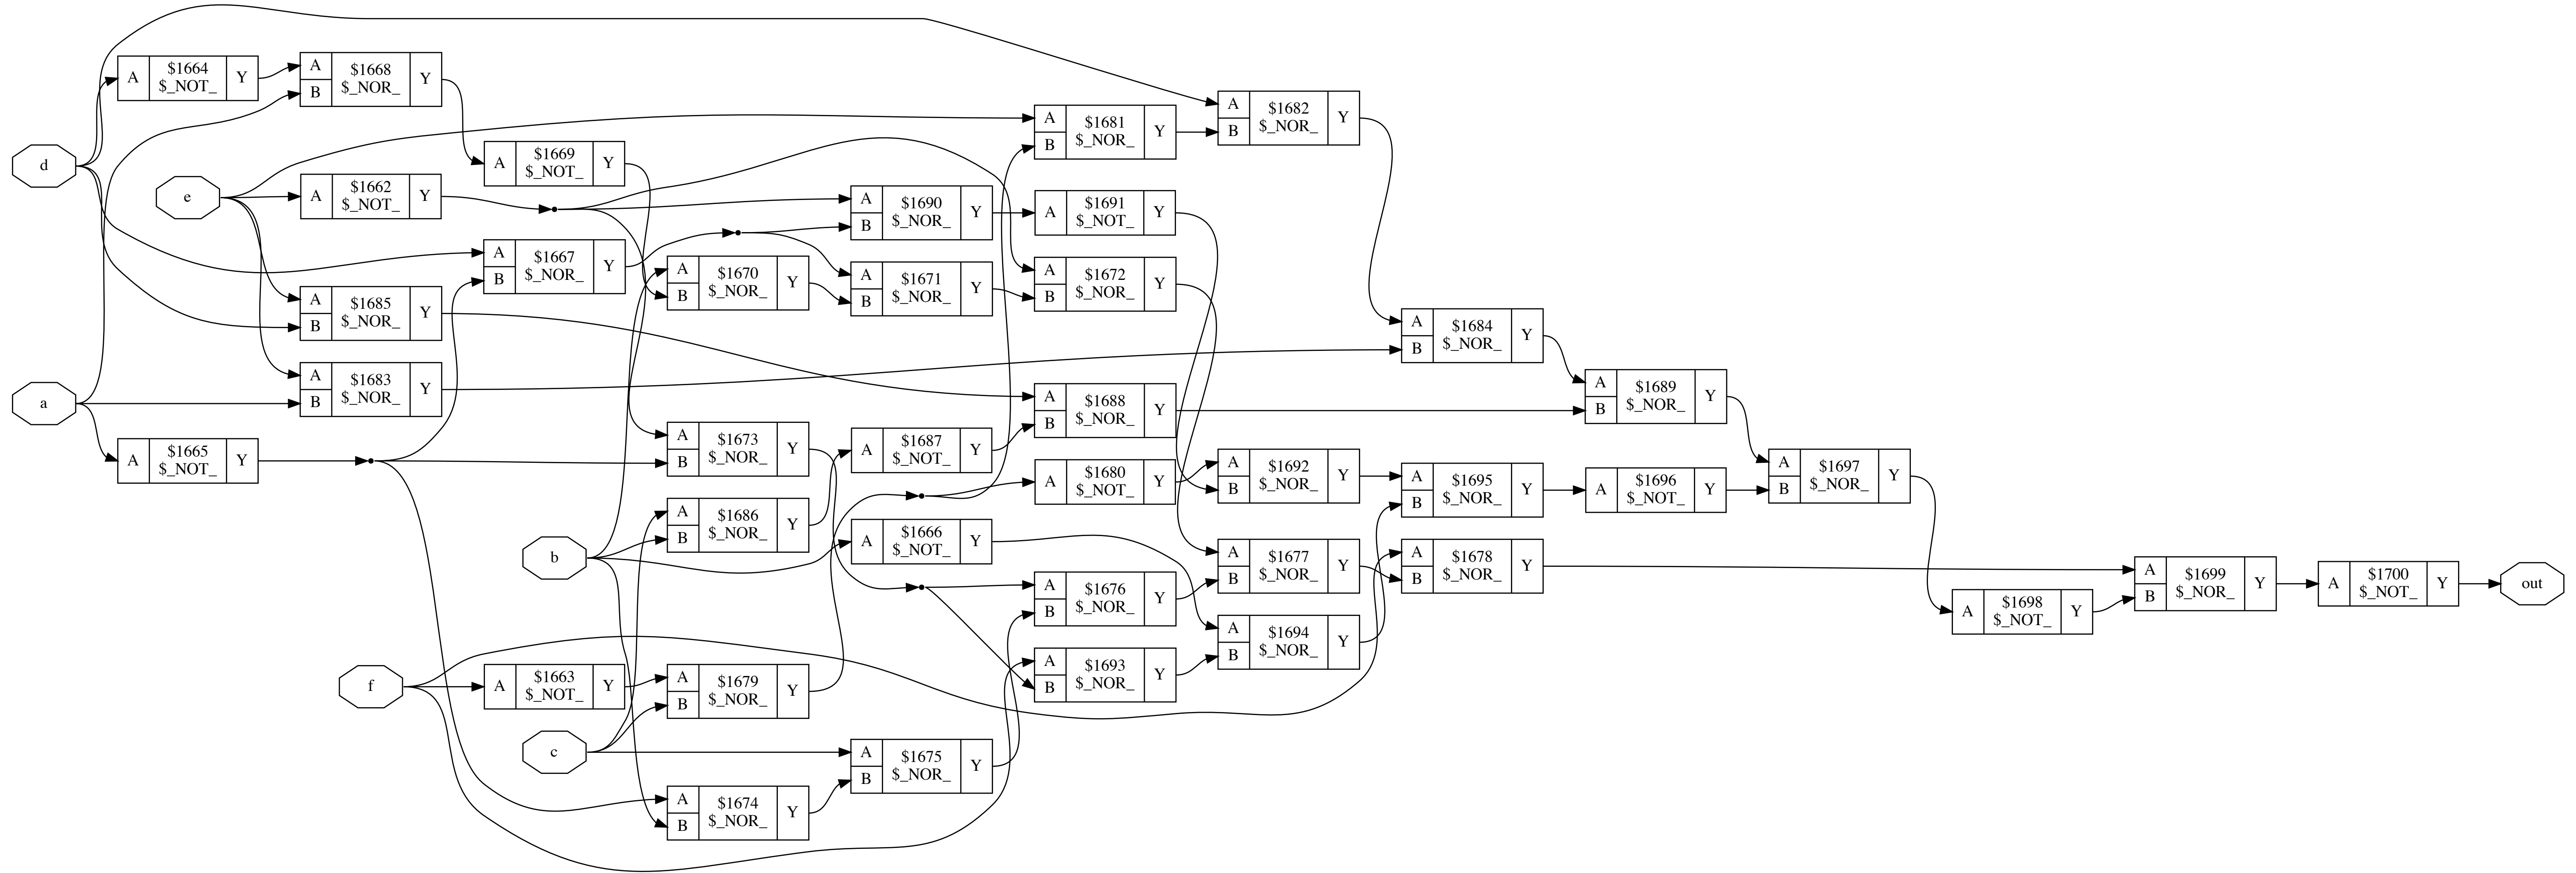 d
e
a
b
f
c
A $1664 $_NOT_ Y
A B $1668 $_NOR_ Y
A $1669 $_NOT_ Y
A $1662 $_NOT_ Y
A B $1667 $_NOR_ Y
A B $1685 $_NOR_ Y
A B $1683 $_NOR_ Y
A $1665 $_NOT_ Y
A B $1670 $_NOR_ Y
A B $1690 $_NOR_ Y
A B $1671 $_NOR_ Y
A B $1673 $_NOR_ Y
A B $1686 $_NOR_ Y
A $1687 $_NOT_ Y
A $1666 $_NOT_ Y
A $1663 $_NOT_ Y
A B $1679 $_NOR_ Y
A B $1675 $_NOR_ Y
A B $1674 $_NOR_ Y
A B $1681 $_NOR_ Y
A $1691 $_NOT_ Y
A B $1672 $_NOR_ Y
A B $1688 $_NOR_ Y
A $1680 $_NOT_ Y
A B $1676 $_NOR_ Y
A B $1693 $_NOR_ Y
A B $1682 $_NOR_ Y
A B $1692 $_NOR_ Y
A B $1677 $_NOR_ Y
A B $1694 $_NOR_ Y
A B $1684 $_NOR_ Y
A B $1695 $_NOR_ Y
A B $1678 $_NOR_ Y
A B $1689 $_NOR_ Y
A $1696 $_NOT_ Y
A B $1697 $_NOR_ Y
A $1698 $_NOT_ Y
A B $1699 $_NOR_ Y
A $1700 $_NOT_ Y
out